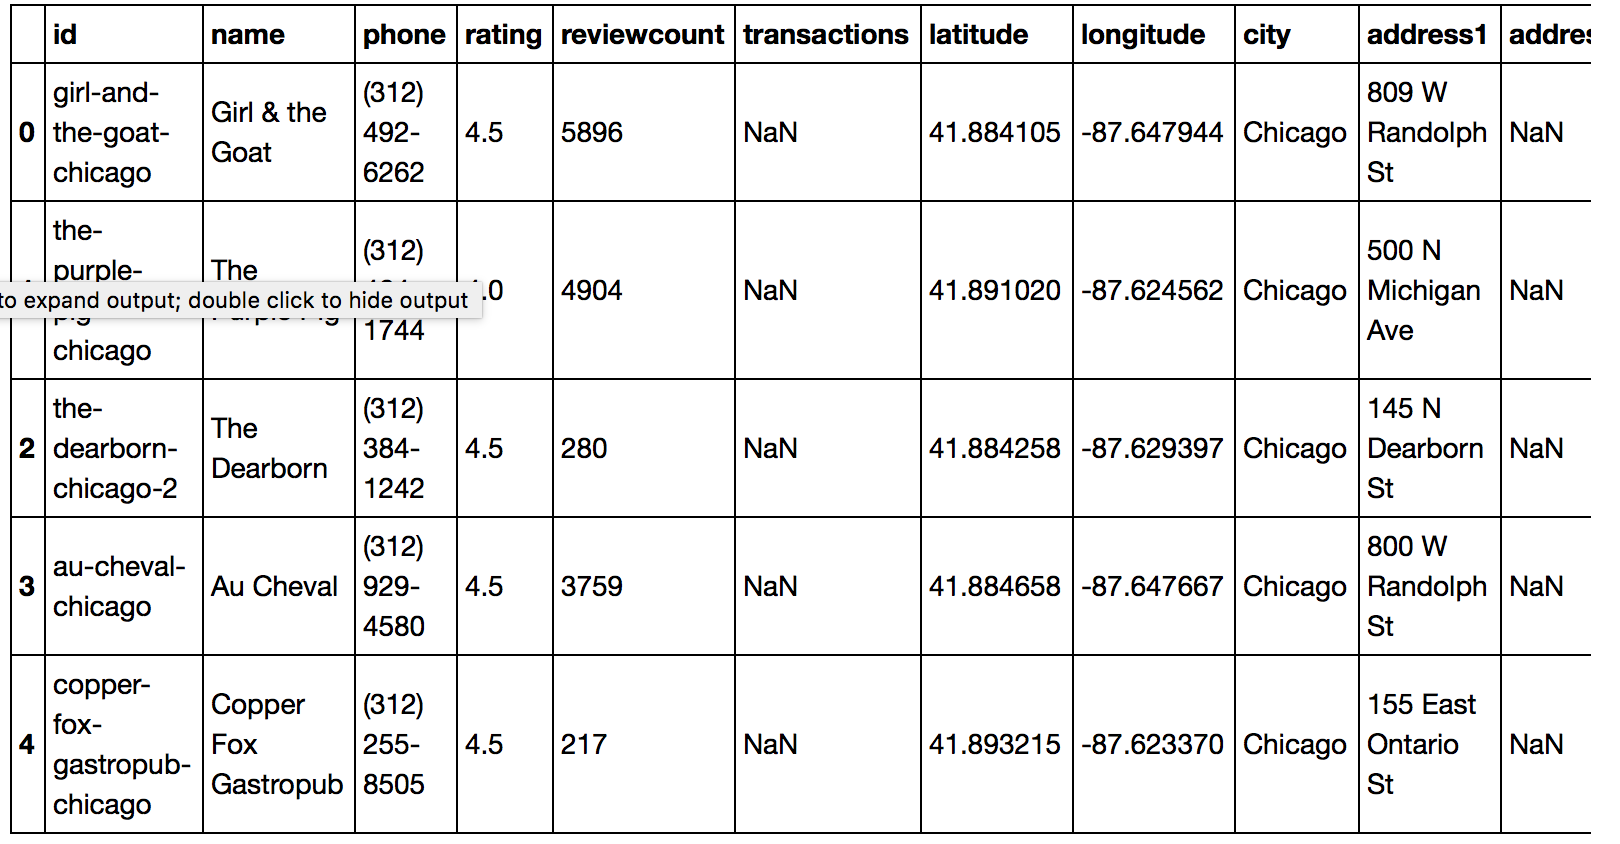 id name phone rating reviewcount transactions latitude longitude city address1 addres
0
girl-and-
the-goat-
chicago
Girl & the
Goat
(312)
492-
6262
4.5
5896
NaN
41.884105
-87.647944
Chicago
809 W
Randolph
St
NaN
the-
purple-
chicago
The
(312)
1744
.0
4904
NaN
41.891020
-87.624562
Chicago
500 N
Michigan
Ave
NaN
to expand output; double click to hide output
2
the-
dearborn-
chicago-2
The
Dearborn
(312)
384-
1242
4.5
280
NaN
41.884258
-87.629397
Chicago
145 N
Dearborn
St
NaN
3
au-cheval-
chicago
Au Cheval
(312)
929-
4580
4.5
3759
NaN
41.884658
-87.647667
Chicago
800 W
Randolph
St
NaN
4
copper-
fox-
gastropub-
chicago
Copper
Fox
Gastropub
(312)
255-
8505
4.5
217
NaN
41.893215
-87.623370
Chicago
155 East
Ontario
St
NaN